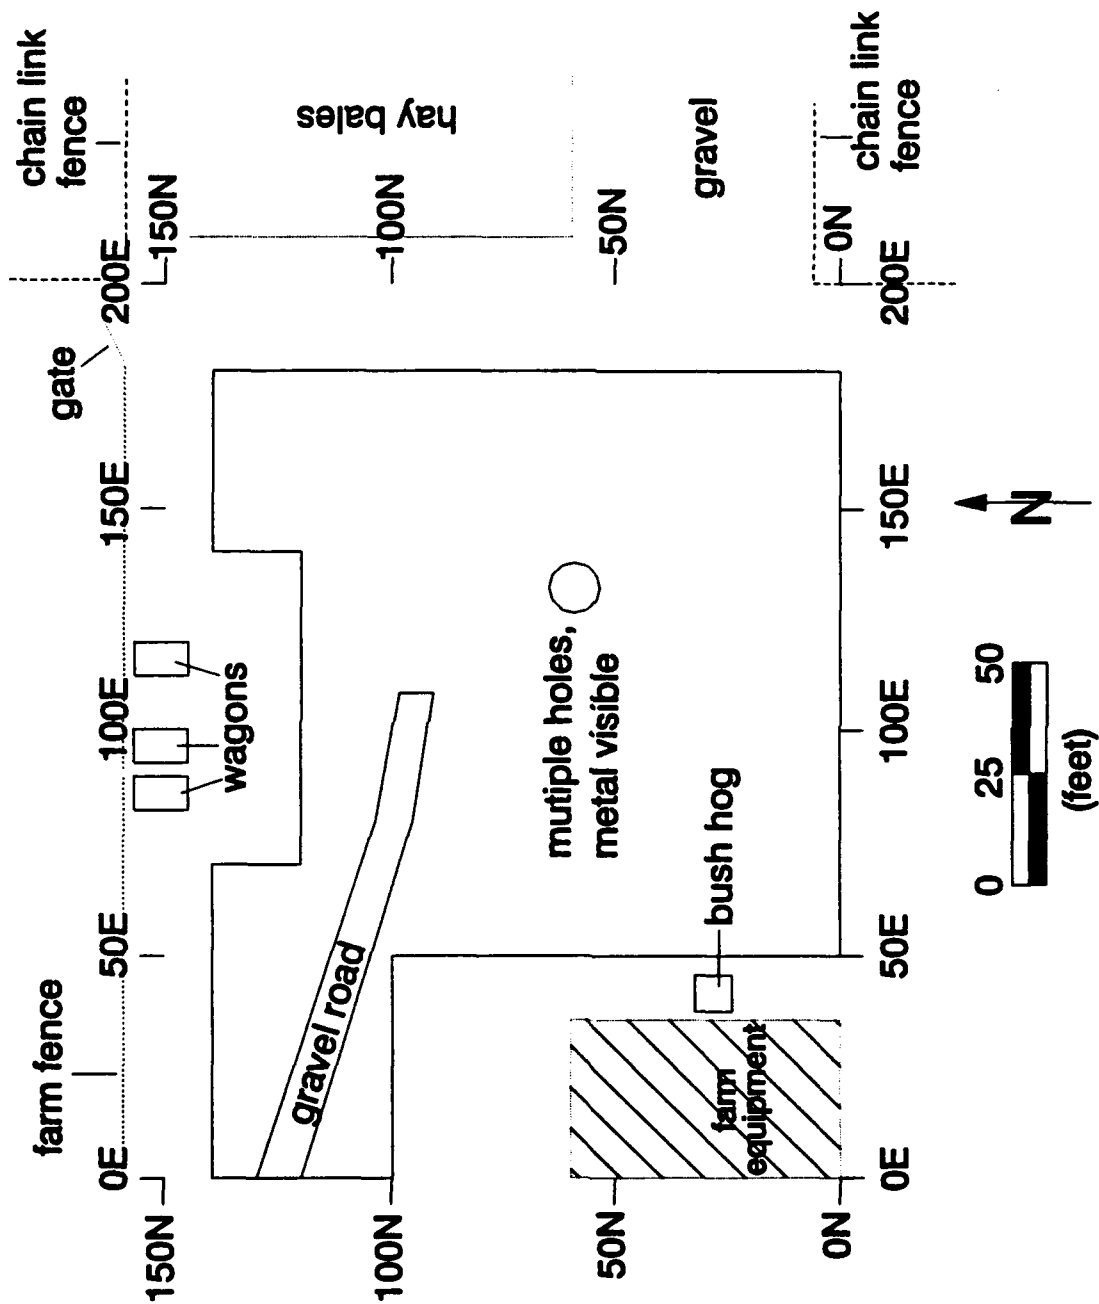 farm fence
gate
chain link
fence
0E
50E
100E
150E
200E
150N
150N
wagons
hay bales
gravel road
100N
100N
mutiple holes,
metal visible
50N
50N
bush hog
gravel
farm
equipment
0N
0N
0E
50E
100E
150E
200E
chain link
fence
0
25
50
(feet)
N